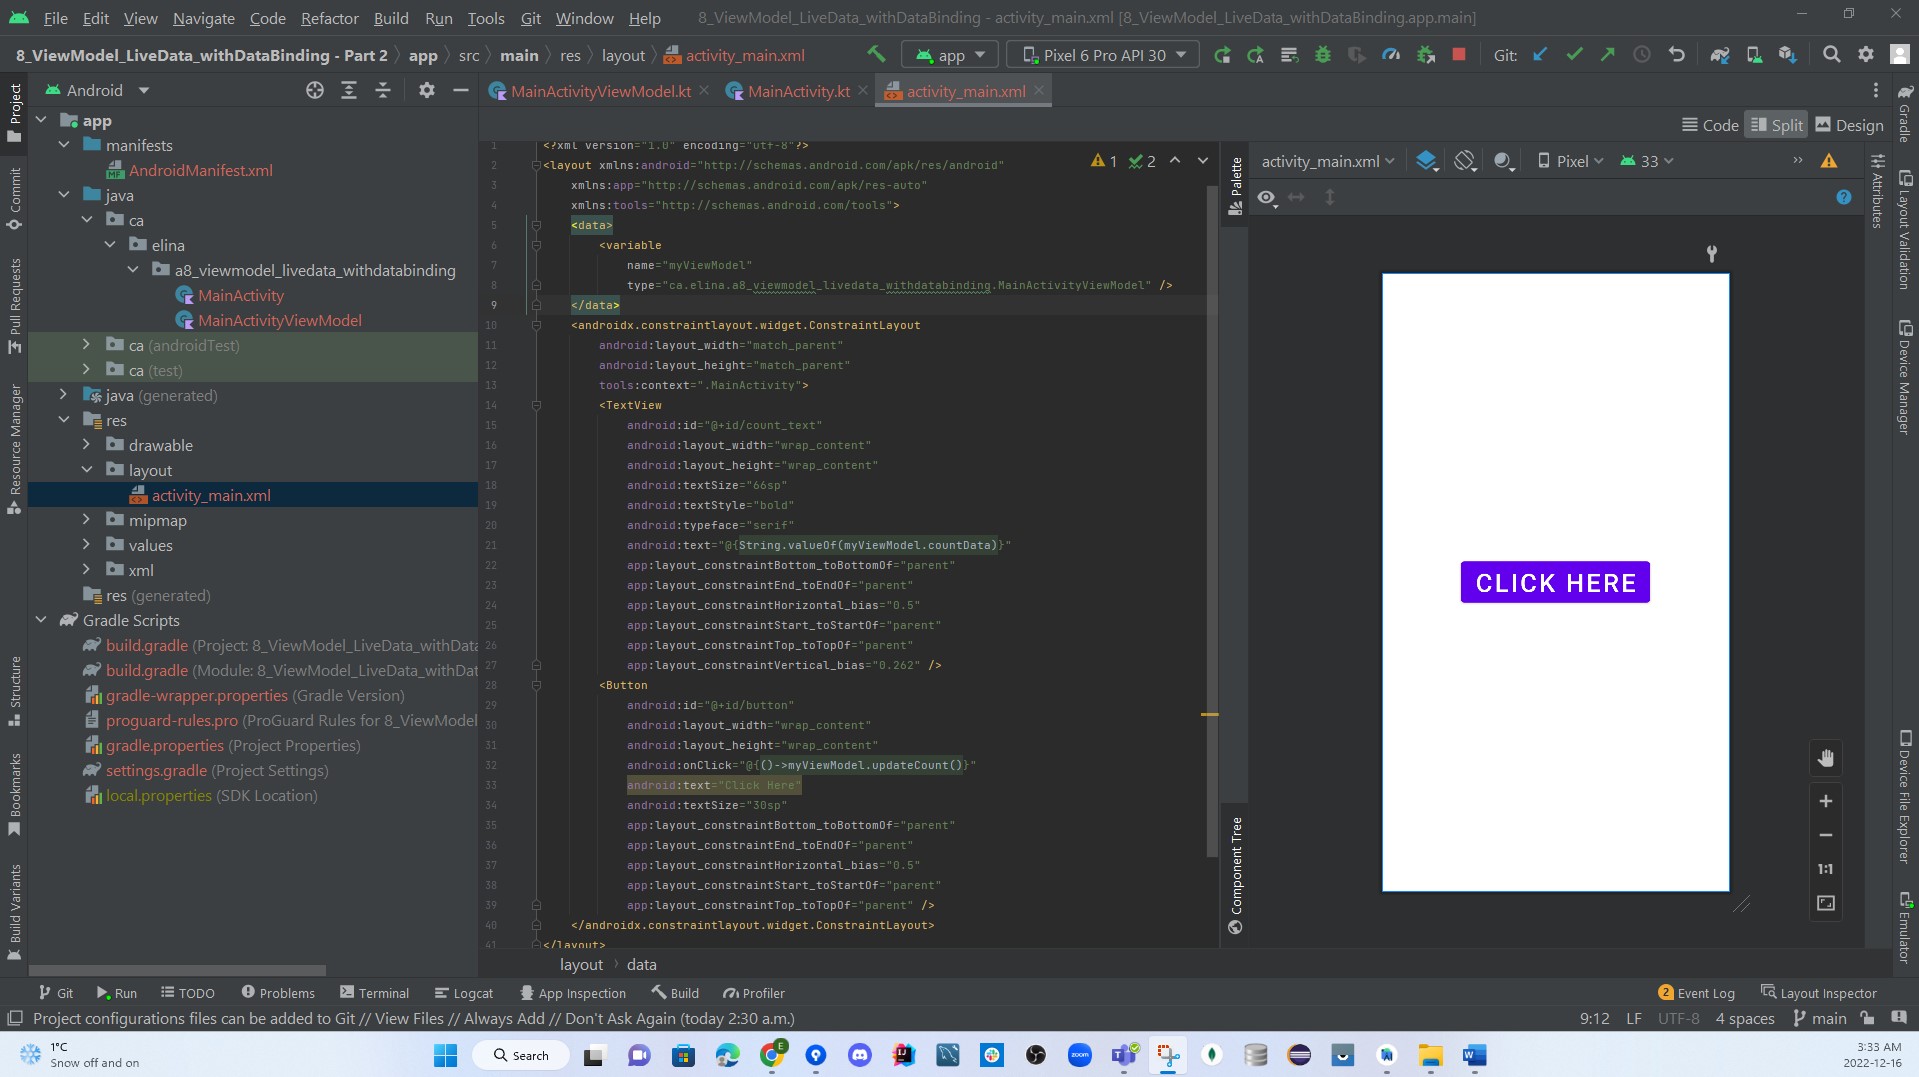 File Edit View Navigate Code Refactor Build Run Tools Git Window Help 8_ViewModel_LiveData_withDataBinding - activity_main.xml [8_ViewModel_LiveData_withDataBinding.app.main]
8_ViewModel_LiveData_withDataBinding - Part 2 app src main res layout activity_main.xml app Pixel 6 Pro API 30 Git:
Project
Commit
Pull Requests
Resource Manager
Structure
Bookmarks
Build Variants
Android
app
manifests
AndroidManifest.xml
java
ca
elina
a8_viewmodel_livedata_withdatabinding
MainActivity
MainActivityViewModel
ca (androidTest)
ca (test)
java (generated)
res
drawable
layout
activity_main.xml
mipmap
values
xml
res (generated)
Gradle Scripts
build.gradle (Project: 8_ViewModel_LiveData_withData
build.gradle (Module: 8_ViewModel_LiveData_withDat
gradle-wrapper.properties (Gradle Version)
proguard-rules.pro (ProGuard Rules for 8_ViewModel
gradle.properties (Project Properties)
settings.gradle (Project Settings)
local.properties (SDK Location)
MainActivityViewModel.kt MainActivity.kt activity_main.xml
Code Split Design
1 2
1 <?xml version="1.0" encoding="utf-8"?>
2 <layout xmlns:android="http://schemas.android.com/apk/res/android"
3 xmlns:app="http://schemas.android.com/apk/res-auto"
4 xmlns:tools="http://schemas.android.com/tools">
5 <data>
6 <variable
7 name="myViewModel"
8 type="ca.elina.a8_viewmodel_livedata_withdatabinding.MainActivityViewModel" />
9 </data>
10 <androidx.constraintlayout.widget.ConstraintLayout
11 android:layout_width="match_parent"
12 android:layout_height="match_parent"
13 tools:context=".MainActivity">
14 <TextView
15 android:id="@+id/count_text"
16 android:layout_width="wrap_content"
17 android:layout_height="wrap_content"
18 android:textSize="66sp"
19 android:textStyle="bold"
20 android:typeface="serif"
21 android:text="@{String.valueOf(myViewModel.countData)}"
22 app:layout_constraintBottom_toBottomOf="parent"
23 app:layout_constraintEnd_toEndOf="parent"
24 app:layout_constraintHorizontal_bias="0.5"
25 app:layout_constraintStart_toStartOf="parent"
26 app:layout_constraintTop_toTopOf="parent"
27 app:layout_constraintVertical_bias="0.262" />
28 <Button
29 android:id="@+id/button"
30 android:layout_width="wrap_content"
31 android:layout_height="wrap_content"
32 android:onClick="@{()->myViewModel.updateCount()}"
33 android:text="Click Here"
34 android:textSize="30sp"
35 app:layout_constraintBottom_toBottomOf="parent"
36 app:layout_constraintEnd_toEndOf="parent"
37 app:layout_constraintHorizontal_bias="0.5"
38 app:layout_constraintStart_toStartOf="parent"
39 app:layout_constraintTop_toTopOf="parent" />
40 </androidx.constraintlayout.widget.ConstraintLayout>
41 </layout>
layout data
Palette
Component Tree
activity_main.xml Pixel 33
CLICK HERE
1:1
Attributes
Gradle
Layout Validation
Device Manager
Device File Explorer
Emulator
Git Run TODO Problems Terminal Logcat App Inspection Build Profiler 2 Event Log Layout Inspector
Project configurations files can be added to Git // View Files // Always Add // Don't Ask Again (today 2:30 a.m.) 9:12 LF UTF-8 4 spaces main
1°C
Snow off and on
Search
zoom
3:33 AM
2022-12-16